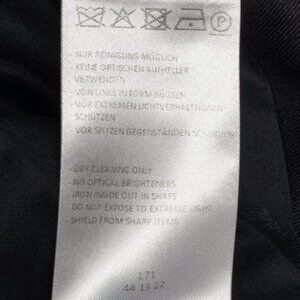 - NUR REINIGUNG MÖGLICH
- KEINE OPTISCHEN AUFHELLER
VERWENDEN
- VON LINKS IN FORM BÜGELN
- VOR EXTREMEN LICHTVERHÄLTNISSEN
SCHÜTZEN
- VOR SPITZEN GEGENSTÄNDEN SCHÜTZEN
- DRY CLEANING ONLY
- NO OPTICAL BRIGHTENERS
- IRON INSIDE OUT IN SHAPE
- DO NOT EXPOSE TO EXTREME LIGHT
- SHIELD FROM SHARP ITEMS
171
44 13 22